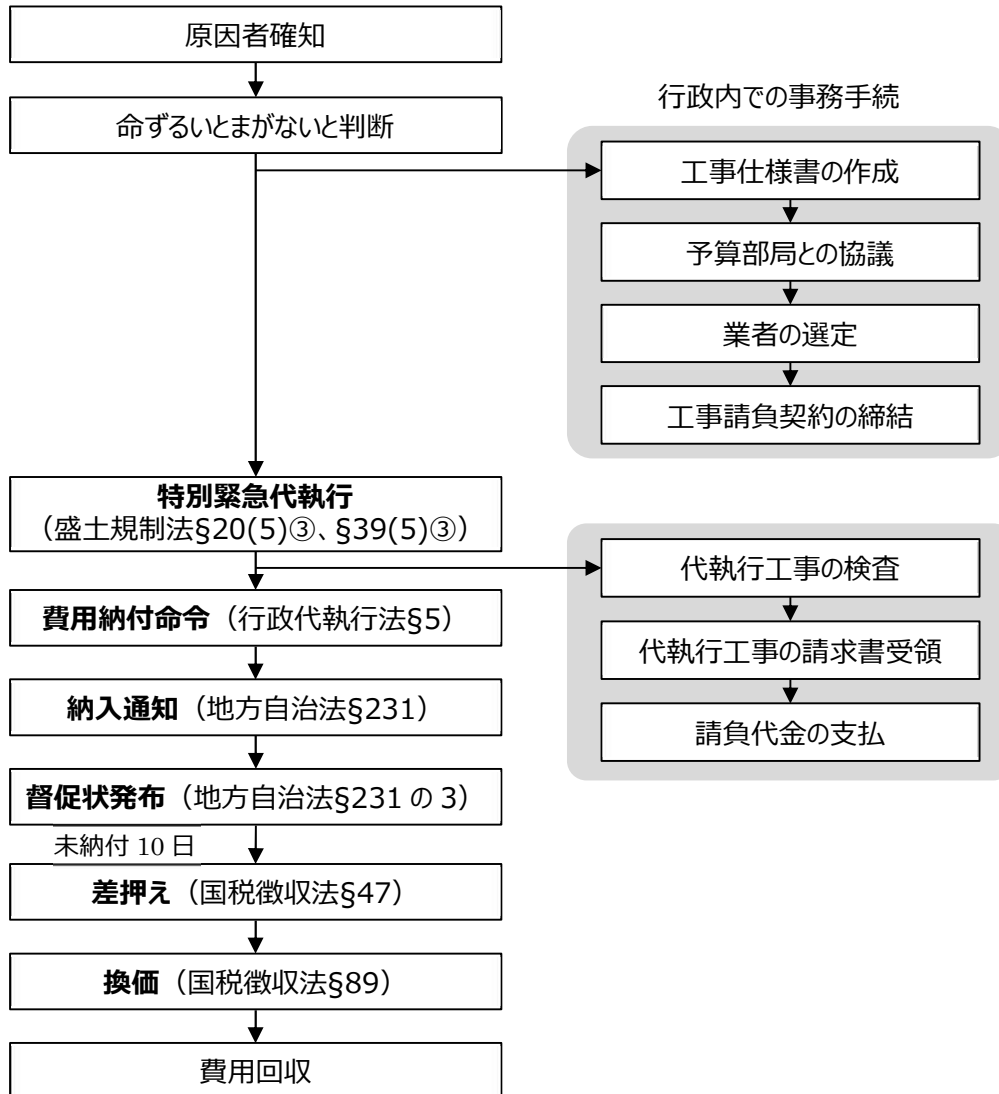 原因者確知
命ずるいとまがないと判断
行政内での事務手続
工事仕様書の作成
予算部局との協議
業者の選定
工事請負契約の締結
特別緊急代執行
（盛土規制法§20(5)③、§39(5)③）
代執行工事の検査
代執行工事の請求書受領
請負代金の支払
費用納付命令（行政代執行法§5）
納入通知（地方自治法§231）
督促状発布（地方自治法§231 の 3）
未納付 10 日
差押え（国税徴収法§47）
換価（国税徴収法§89）
費用回収